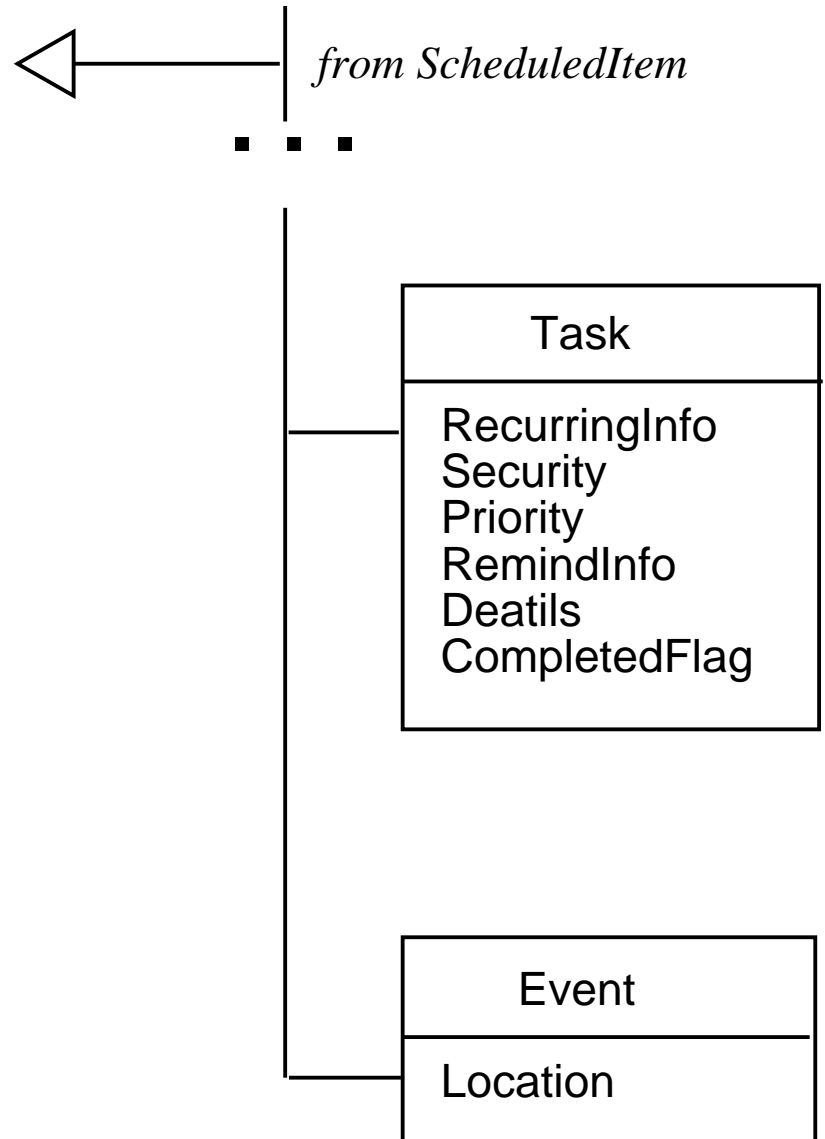 from ScheduledItem
Task
RecurringInfo
Security
Priority
RemindInfo
Deatils
CompletedFlag
Event
Location